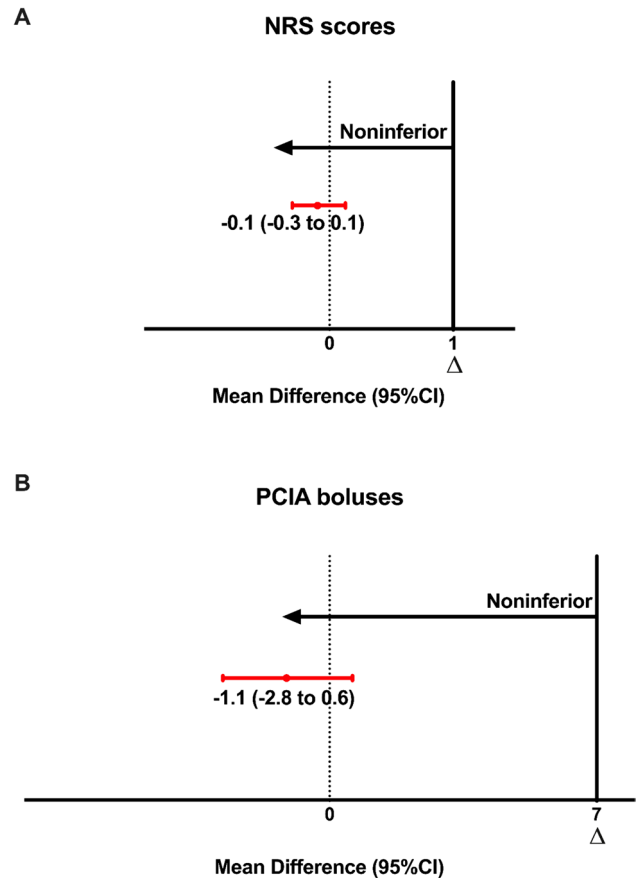 A
NRS scores
Noninferior
-0.1 (-0.3 to 0.1)
0 1
Δ
Mean Difference (95%CI)
B
PCIA boluses
Noninferior
-1.1 (-2.8 to 0.6)
0 7
Δ
Mean Difference (95%CI)